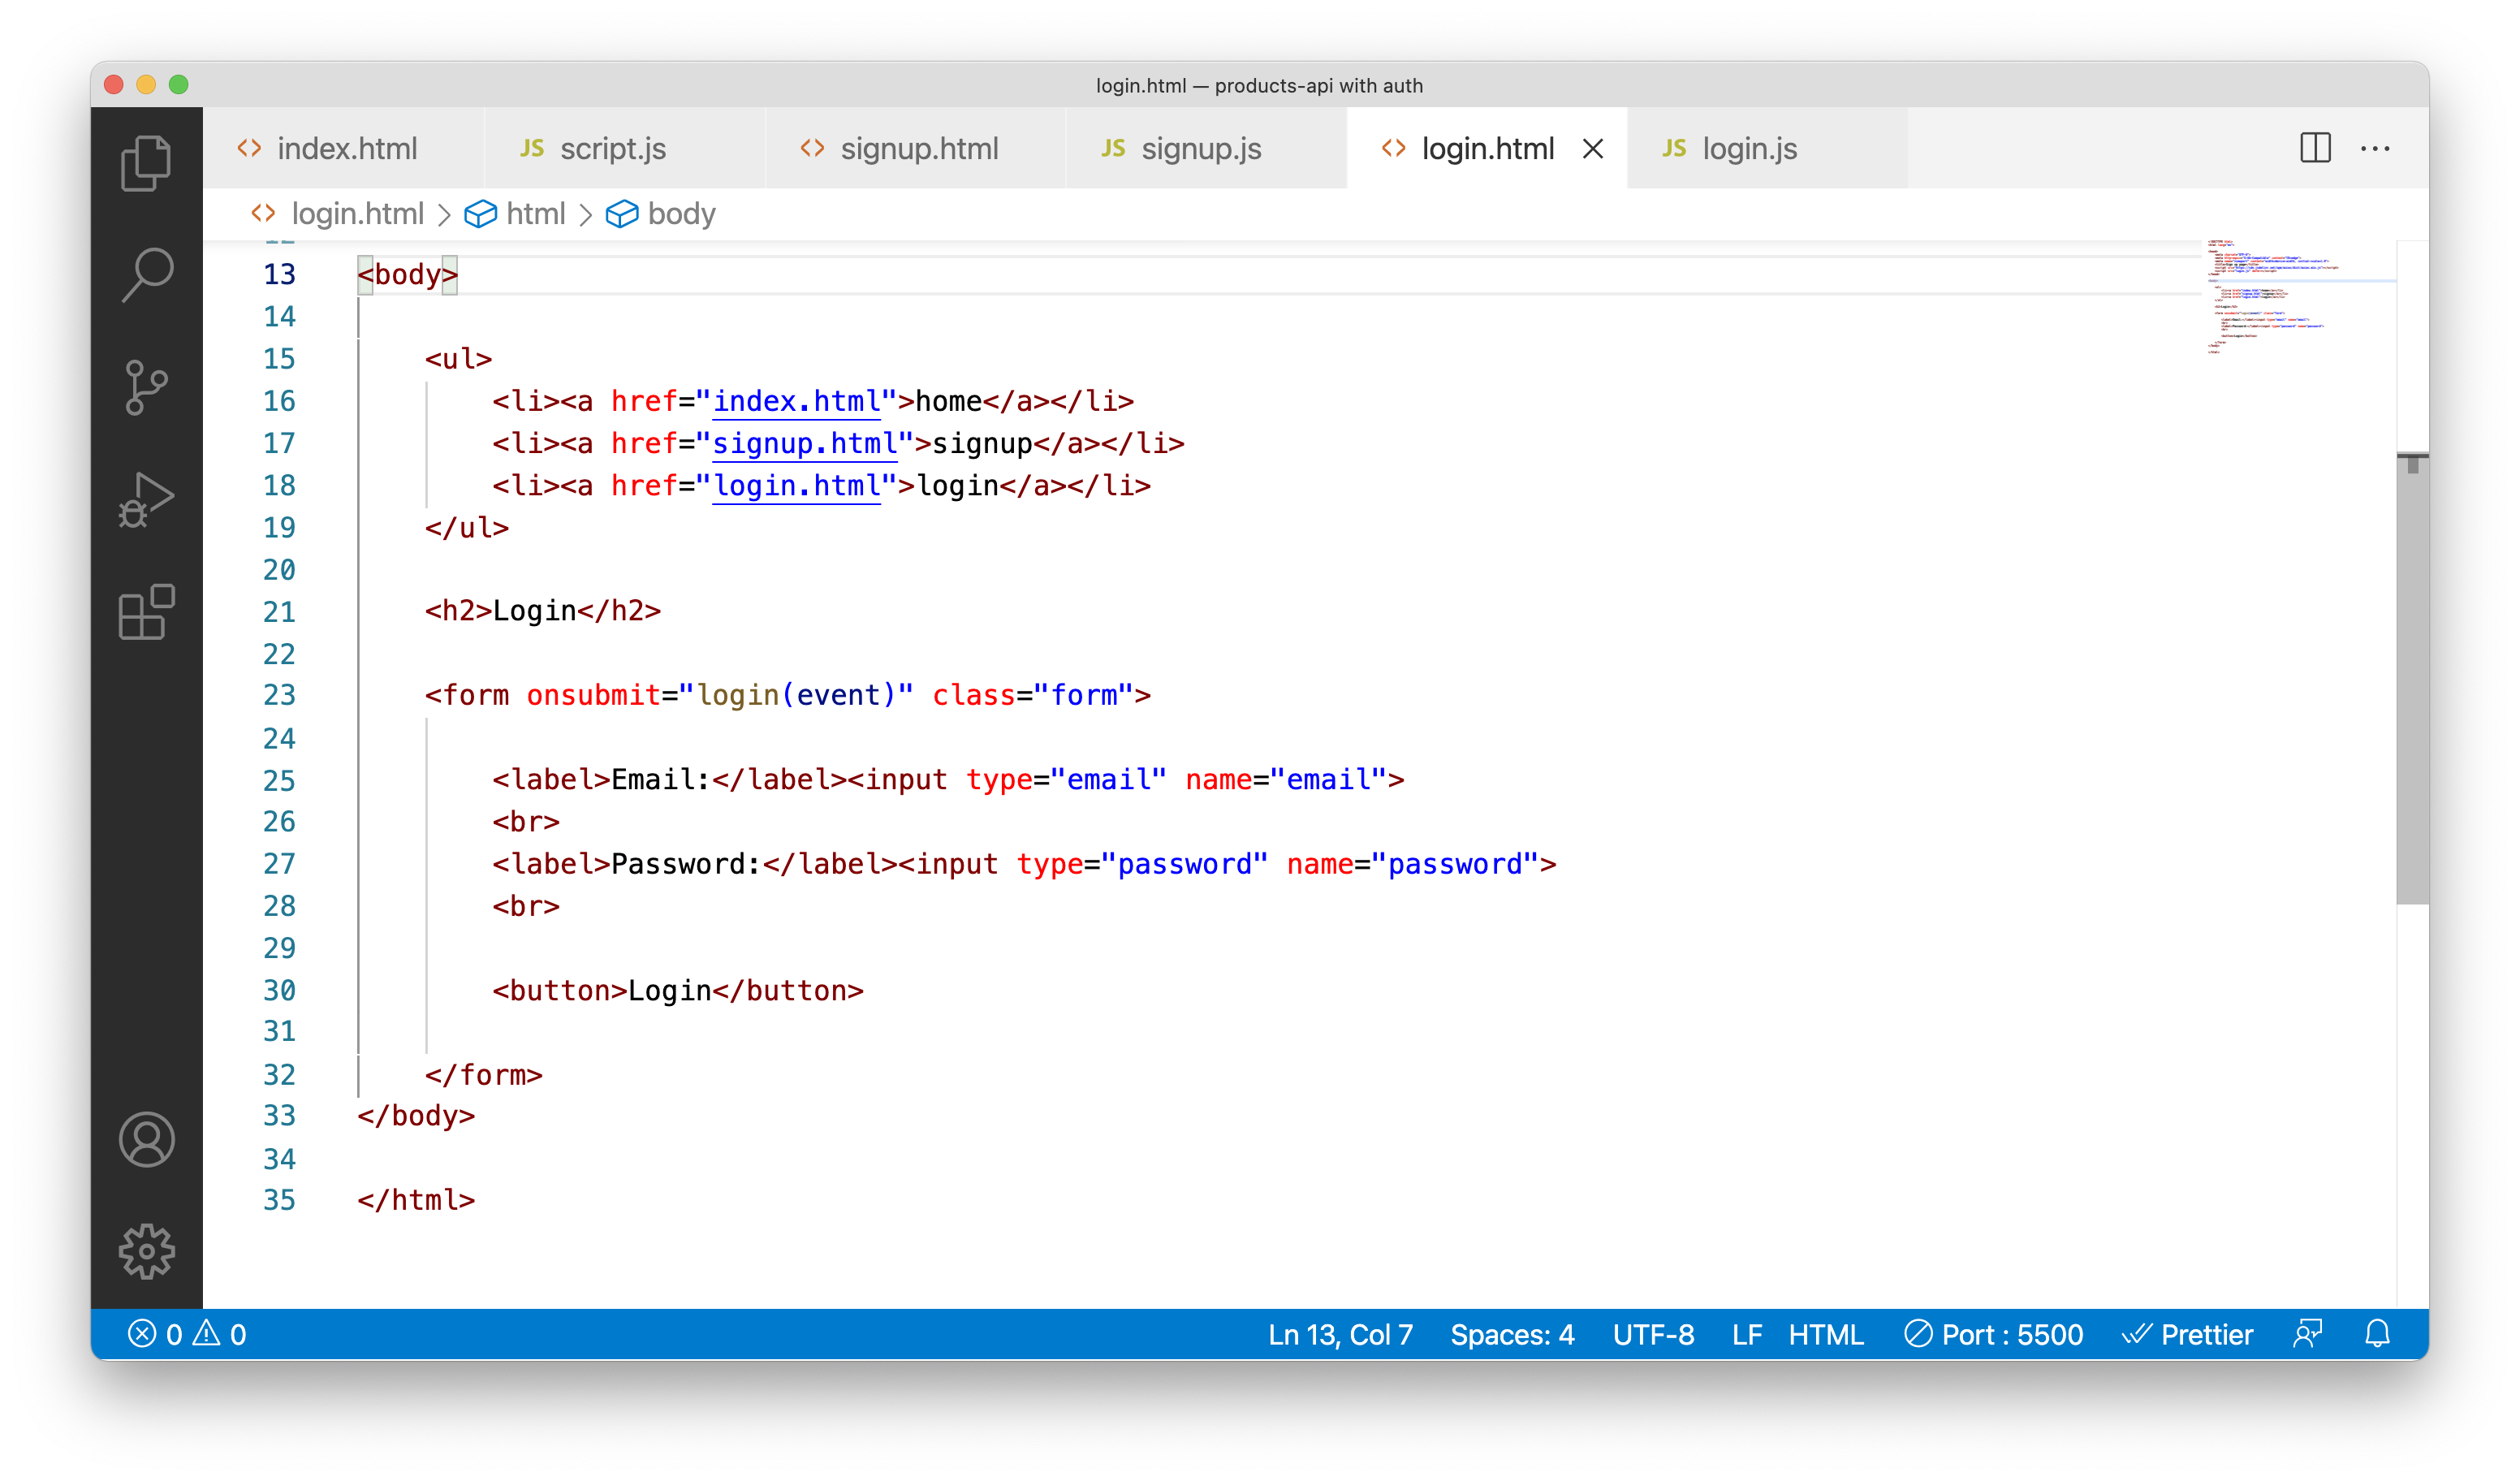 login.html — products-api with auth
index.html JS script.js signup.html JS signup.js login.html JS login.js
login.html > html > body
13 <body>
14
15     <ul>
16         <li><a href="index.html">home</a></li>
17         <li><a href="signup.html">signup</a></li>
18         <li><a href="login.html">login</a></li>
19     </ul>
20
21     <h2>Login</h2>
22
23     <form onsubmit="login(event)" class="form">
24
25         <label>Email:</label><input type="email" name="email">
26         <br>
27         <label>Password:</label><input type="password" name="password">
28         <br>
29
30         <button>Login</button>
31
32     </form>
33 </body>
34
35 </html>
0 0 Ln 13, Col 7 Spaces: 4 UTF-8 LF HTML Port : 5500 Prettier